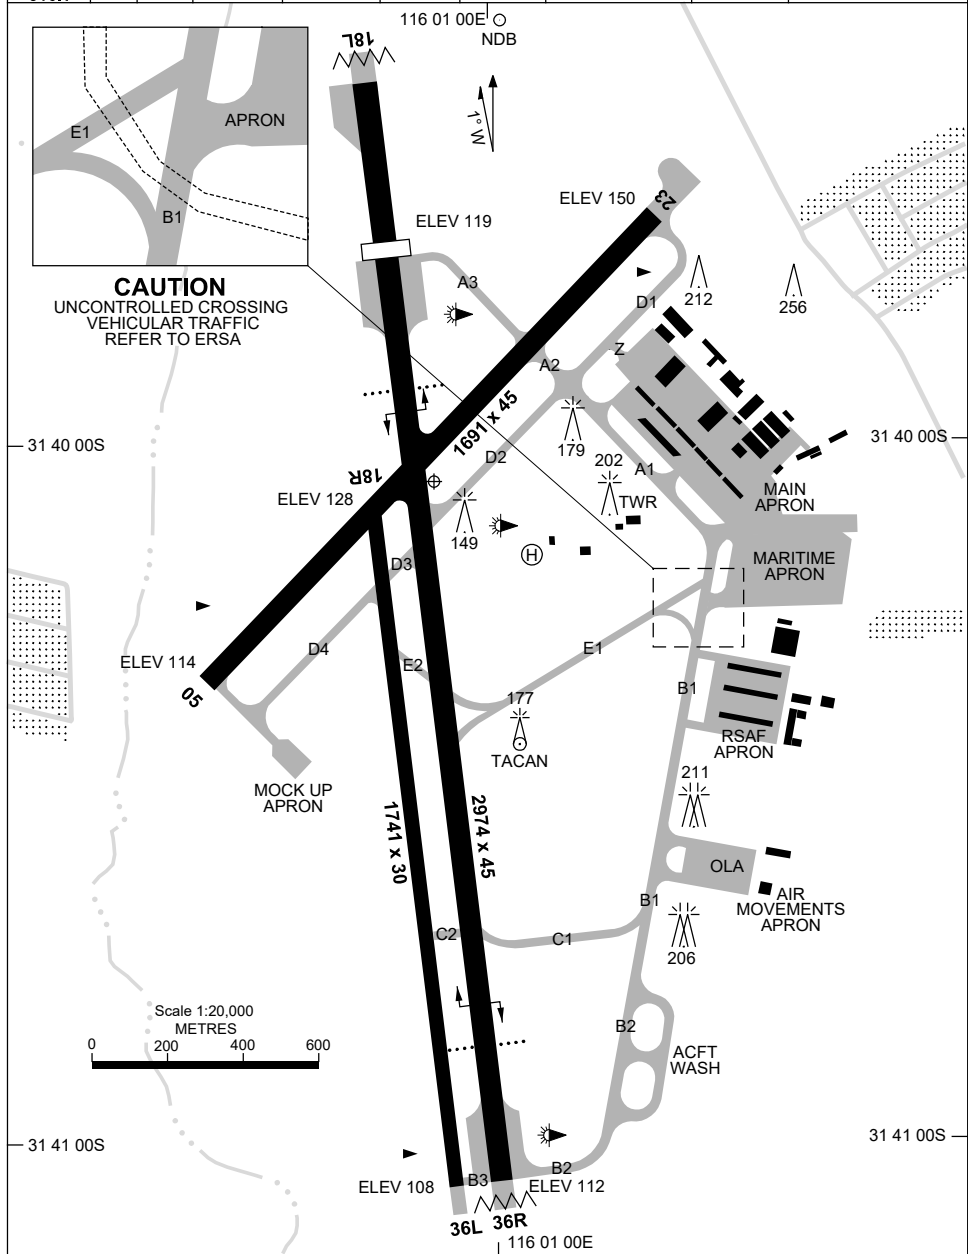 116 01 00E
NDB
18L
1° W
E1
APRON
B1
CAUTION
UNCONTROLLED CROSSING
VEHICULAR TRAFFIC
REFER TO ERSA
ELEV 150
23
ELEV 119
A3
D1
212
256
Z
A2
1691 x 45
31 40 00S
31 40 00S
D2
179
202
A1
18R
ELEV 128
TWR
149
MAIN
APRON
H
D3
MARITIME
APRON
D4
E1
E2
ELEV 114
05
B1
177
TACAN
RSAF
APRON
MOCK UP
APRON
211
1741 x 30
2974 x 45
OLA
B1
AIR
MOVEMENTS
APRON
C2
C1
206
Scale 1:20,000
METRES
0 200 400 600
B2
ACFT
WASH
31 41 00S
31 41 00S
ELEV 108
B3
B2
ELEV 112
36L 36R
116 01 00E